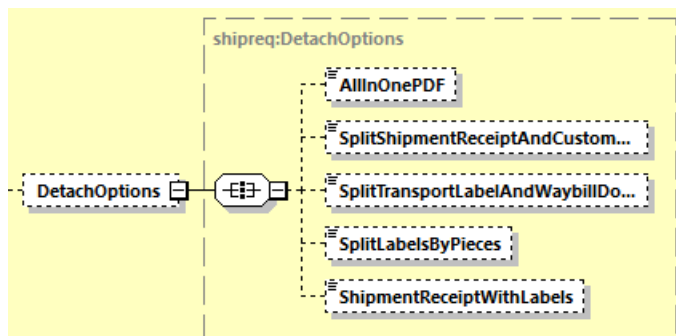 shipreq:DetachOptions
AllInOnePDF
SplitShipmentReceiptAndCustom...
DetachOptions
SplitTransportLabelAndWaybillDo...
SplitLabelsByPieces
ShipmentReceiptWithLabels